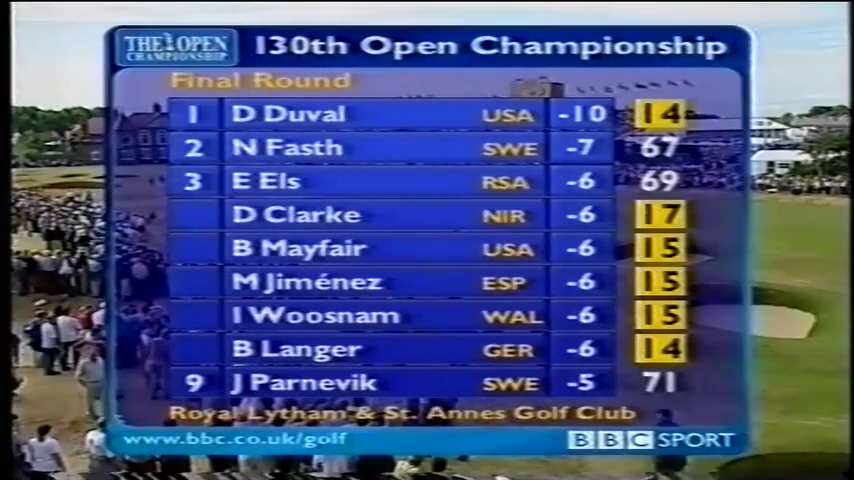 THE OPEN
CHAMPIONSHIP
130th Open Championship
Final Round
1 D Duval USA -10 14
2 N Fasth SWE -7 67
3 E Els RSA -6 69
D Clarke NIR -6 17
B Mayfair USA -6 15
M Jiménez ESP -6 15
I Woosnam WAL -6 15
B Langer GER -6 14
9 J Parnevik SWE -5 71
Royal Lytham & St. Annes Golf Club
www.bbc.co.uk/golf BBC SPORT